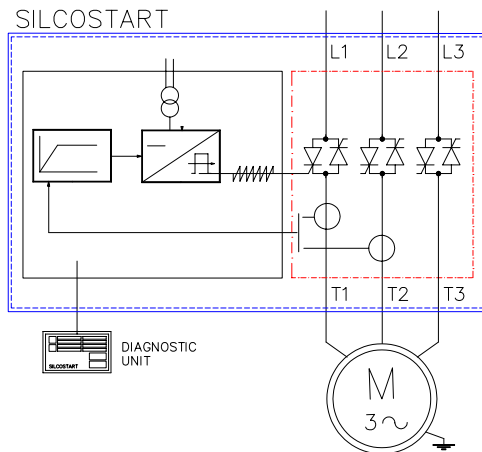 SILCOSTART
L1 L2 L3
T1 T2 T3
DIAGNOSTIC
UNIT
SILCOSTART
M
3~